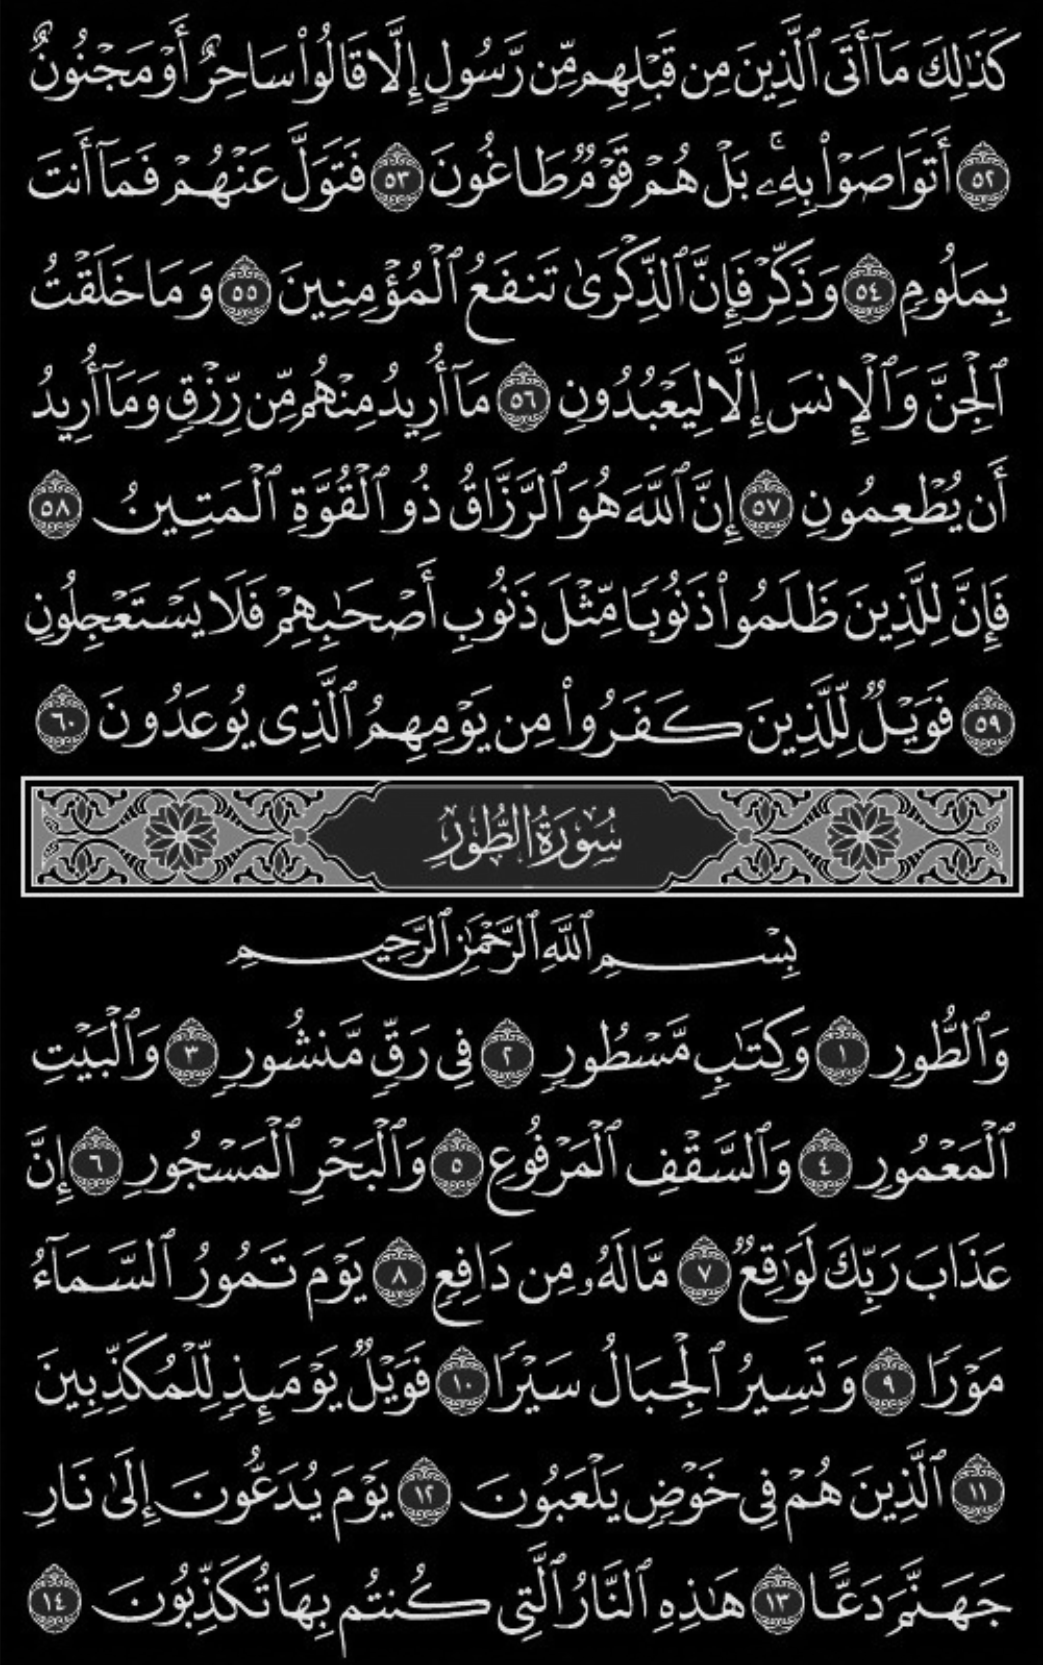 كَذَٰلِكَ مَآ أَتَى ٱلَّذِينَ مِن قَبۡلِهِم مِّن رَّسُولٍ إِلَّا قَالُواْ سَاحِرٌ أَوۡ مَجۡنُونٌ
٥٢ أَتَوَاصَوۡاْ بِهِۦۚ بَلۡ هُمۡ قَوۡمٞ طَاغُونَ ٥٣ فَتَوَلَّ عَنۡهُمۡ فَمَآ أَنتَ
بِمَلُومٖ ٥٤ وَذَكِّرۡ فَإِنَّ ٱلذِّكۡرَىٰ تَنفَعُ ٱلۡمُؤۡمِنِينَ ٥٥ وَمَا خَلَقۡتُ
ٱلۡجِنَّ وَٱلۡإِنسَ إِلَّا لِيَعۡبُدُونِ ٥٦ مَآ أُرِيدُ مِنۡهُم مِّن رِّزۡقٖ وَمَآ أُرِيدُ
أَن يُطۡعِمُونِ ٥٧ إِنَّ ٱللَّهَ هُوَ ٱلرَّزَّاقُ ذُو ٱلۡقُوَّةِ ٱلۡمَتِينُ ٥٨
فَإِنَّ لِلَّذِينَ ظَلَمُواْ ذَنُوبٗا مِّثۡلَ ذَنُوبِ أَصۡحَٰبِهِمۡ فَلَا يَسۡتَعۡجِلُونِ
٥٩ فَوَيۡلٞ لِّلَّذِينَ كَفَرُواْ مِن يَوۡمِهِمُ ٱلَّذِي يُوعَدُونَ ٦٠
سُورَةُ الطُّورِ
بِسۡمِ ٱللَّهِ ٱلرَّحۡمَٰنِ ٱلرَّحِيمِ
وَٱلطُّورِ ١ وَكِتَٰبٖ مَّسۡطُورٖ ٢ فِي رَقّٖ مَّنشُورٖ ٣ وَٱلۡبَيۡتِ
ٱلۡمَعۡمُورِ ٤ وَٱلسَّقۡفِ ٱلۡمَرۡفُوعِ ٥ وَٱلۡبَحۡرِ ٱلۡمَسۡجُورِ ٦ إِنَّ
عَذَابَ رَبِّكَ لَوَٰقِعٞ ٧ مَّا لَهُۥ مِن دَافِعٖ ٨ يَوۡمَ تَمُورُ ٱلسَّمَآءُ
مَوۡرٗا ٩ وَتَسِيرُ ٱلۡجِبَالُ سَيۡرٗا ١٠ فَوَيۡلٞ يَوۡمَئِذٖ لِّلۡمُكَذِّبِينَ
١١ ٱلَّذِينَ هُمۡ فِي خَوۡضٖ يَلۡعَبُونَ ١٢ يَوۡمَ يُدَعُّونَ إِلَىٰ نَارِ
جَهَنَّمَ دَعًّا ١٣ هَٰذِهِ ٱلنَّارُ ٱلَّتِي كُنتُم بِهَا تُكَذِّبُونَ ١٤